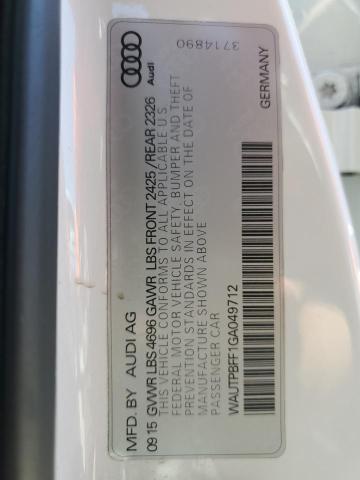 MFD. BY AUDI AG
09 15 GVWR LBS 4696 GAWR LBS FRONT 2425 /REAR 2326
THIS VEHICLE CONFORMS TO ALL APPLICABLE U S
FEDERAL MOTOR VEHICLE SAFETY, BUMPER AND THEFT
PREVENTION STANDARDS IN EFFECT ON THE DATE OF
MANUFACTURE SHOWN ABOVE
PASSENGER CAR
WAUTPBFF1GA049712
GERMANY
Audi
3714890